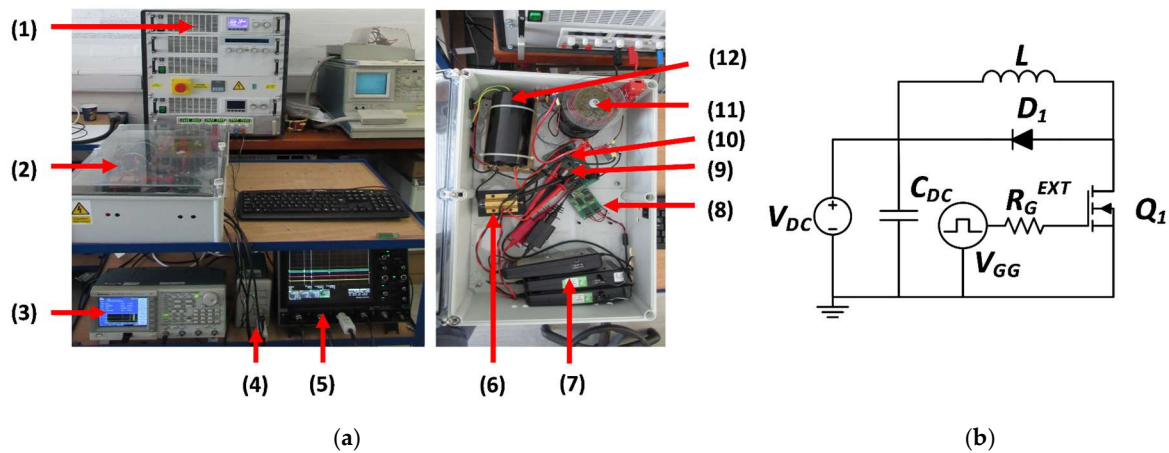 (1)
(2)
(3)
(4)
(5)
(12)
(11)
(10)
(9)
(8)
(6)
(7)
L
D1
CDC
RG EXT
Q1
VDC
VGG
(a)
(b)